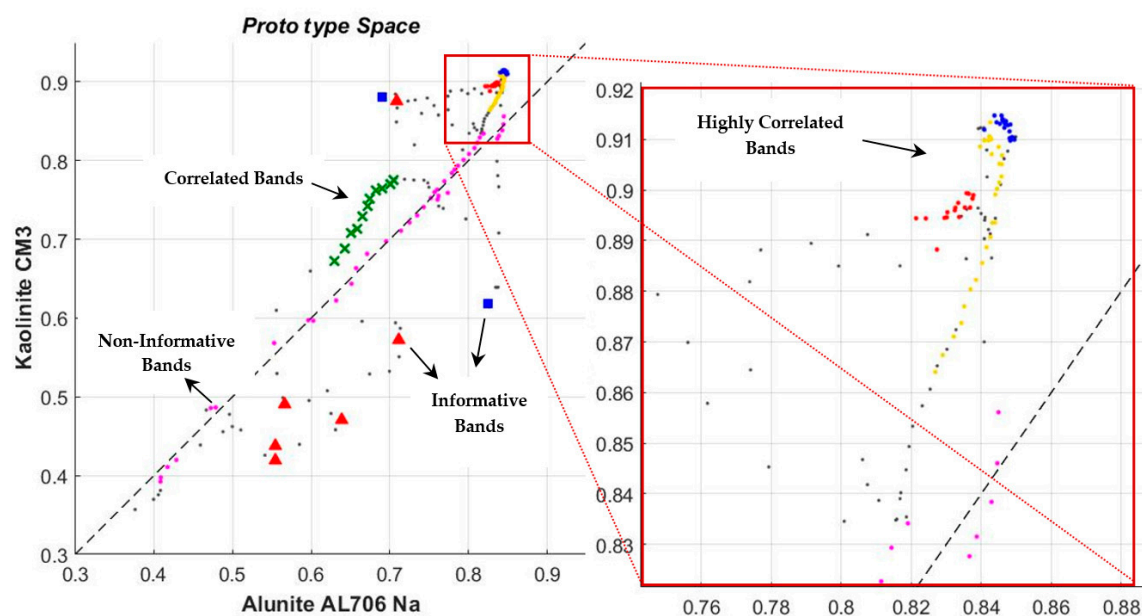 Proto type Space
0.9
0.8
0.7
0.6
0.5
0.4
0.3
Kaolinite CM3
Correlated Bands
Non-Informative
Bands
Informative
Bands
0.3 0.4 0.5 0.6 0.7 0.8 0.9
Alunite AL706 Na
0.92
0.91
0.9
0.89
0.88
0.87
0.86
0.85
0.84
0.83
Highly Correlated
Bands
0.76 0.78 0.8 0.82 0.84 0.86 0.88